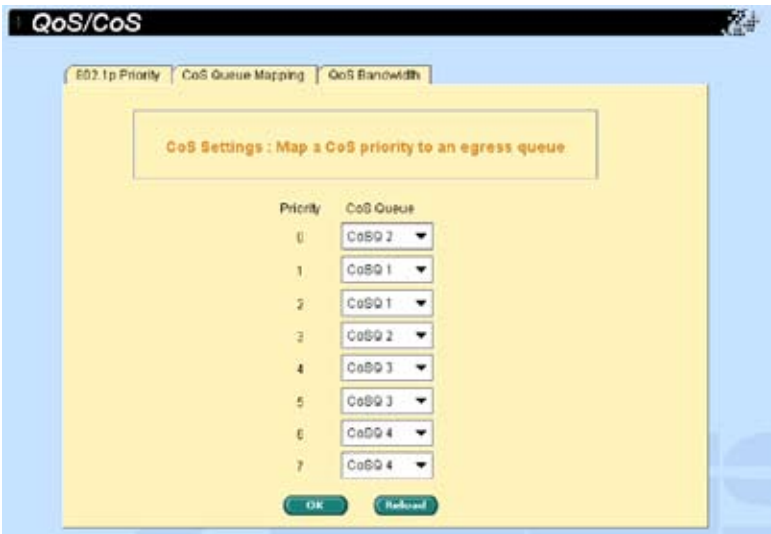 QoS/CoS
802.1p Priority CoS Queue Mapping QoS Bandwidth
CoS Settings : Map a CoS priority to an egress queue
Priority CoS Queue
0 CoSQ 2
1 CoSQ 1
2 CoSQ 1
3 CoSQ 2
4 CoSQ 3
5 CoSQ 3
6 CoSQ 4
7 CoSQ 4
OK Reload